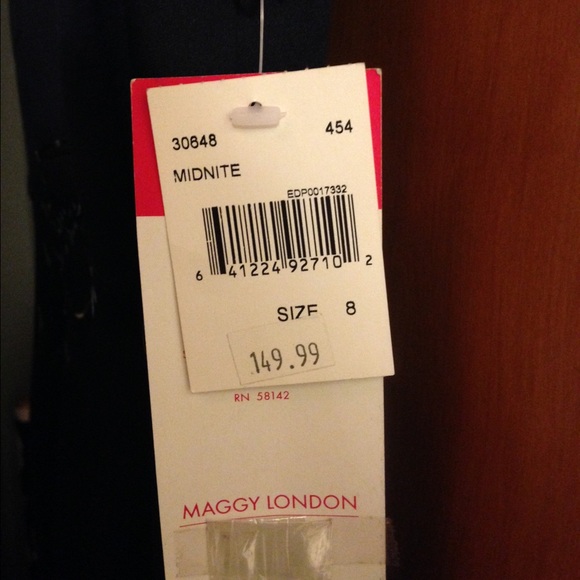 30648 454
MIDNITE
EDP0017332
6 41224 92710 2
SIZE 8
149.99
RN 58142
MAGGY LONDON